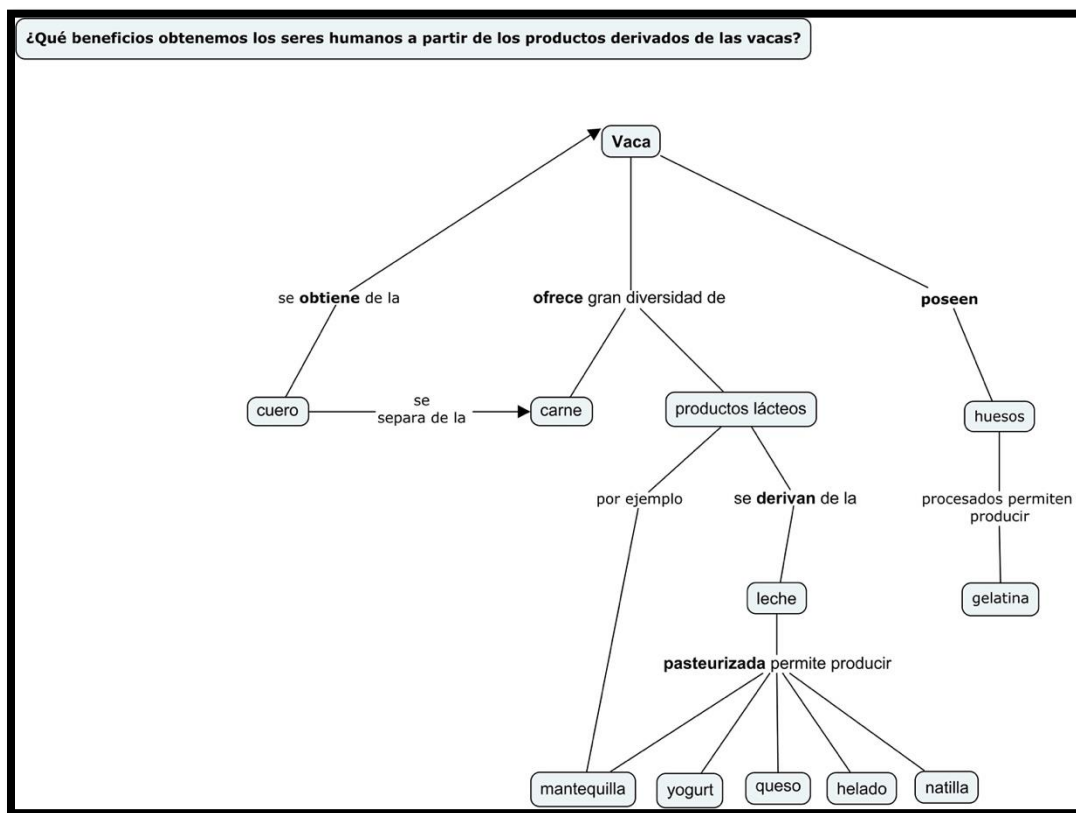 ¿Qué beneficios obtenemos los seres humanos a partir de los productos derivados de las vacas?
Vaca
se obtiene de la
ofrece gran diversidad de
poseen
cuero
se
separa de la
carne
productos lácteos
huesos
por ejemplo
se derivan de la
procesados permiten
producir
leche
gelatina
pasteurizada permite producir
mantequilla
yogurt
queso
helado
natilla